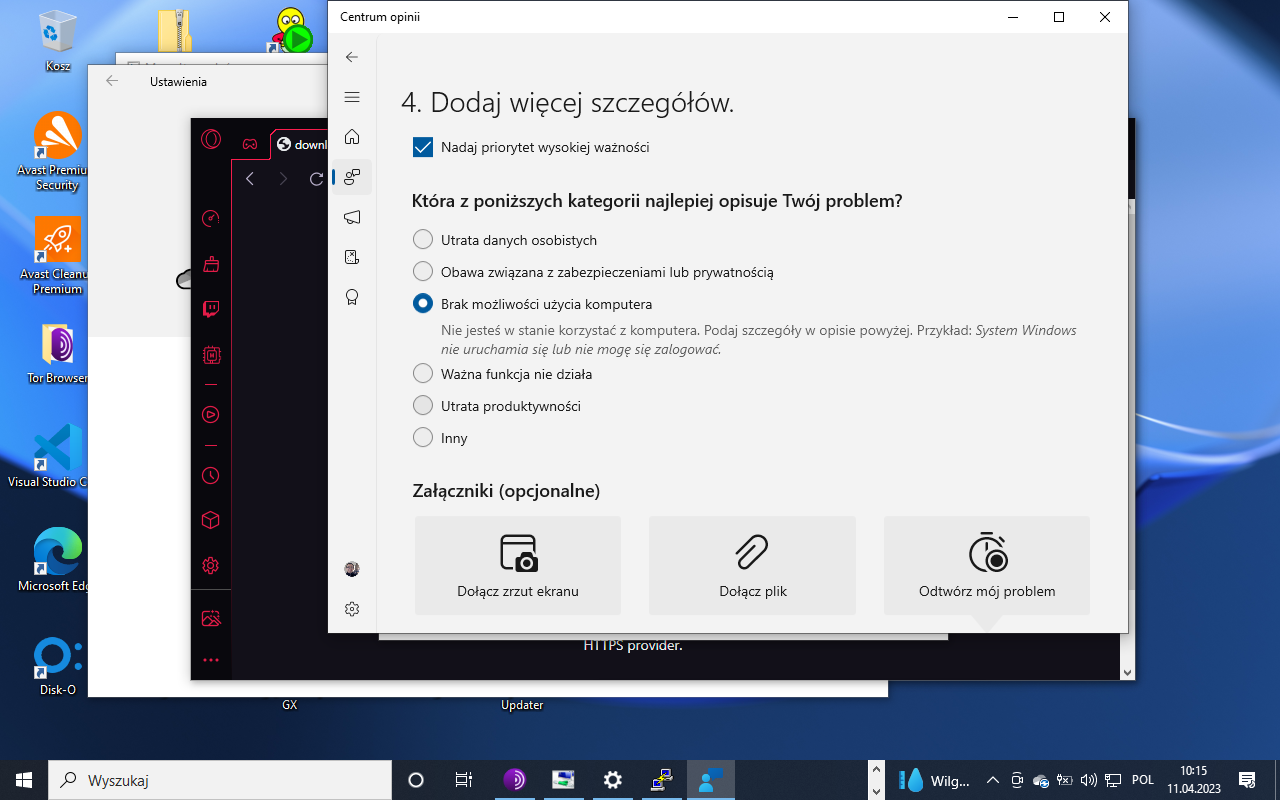 Kosz
Avast Premiu
Security
Avast Cleanu
Premium
Tor Browser
Visual Studio C
Microsoft Edg
Disk-O
GX
Updater
Ustawienia
downl
HTTPS provider.
Centrum opinii
4. Dodaj więcej szczegółów.
Nadaj priorytet wysokiej ważności
Która z poniższych kategorii najlepiej opisuje Twój problem?
Utrata danych osobistych
Obawa związana z zabezpieczeniami lub prywatnością
Brak możliwości użycia komputera
Nie jesteś w stanie korzystać z komputera. Podaj szczegóły w opisie powyżej. Przykład: System Windows
nie uruchamia się lub nie mogę się zalogować.
Ważna funkcja nie działa
Utrata produktywności
Inny
Załączniki (opcjonalne)
Dołącz zrzut ekranu
Dołącz plik
Odtwórz mój problem
Wyszukaj
Wilg...
POL
10:15
11.04.2023